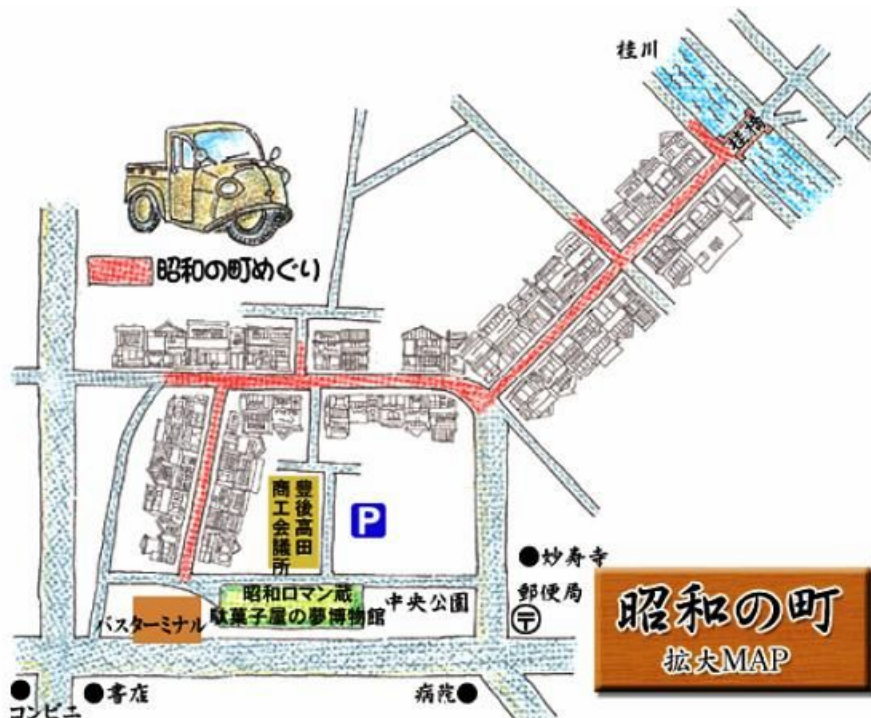 桂川
桂橋
昭和の町めぐり
豊後高田
商工会議所
P
昭和ロマン蔵
駄菓子屋の夢博物館
中央公園
バスターミナル
妙寿寺
郵便局
〒
昭和の町
拡大MAP
書店
病院
コンビニ